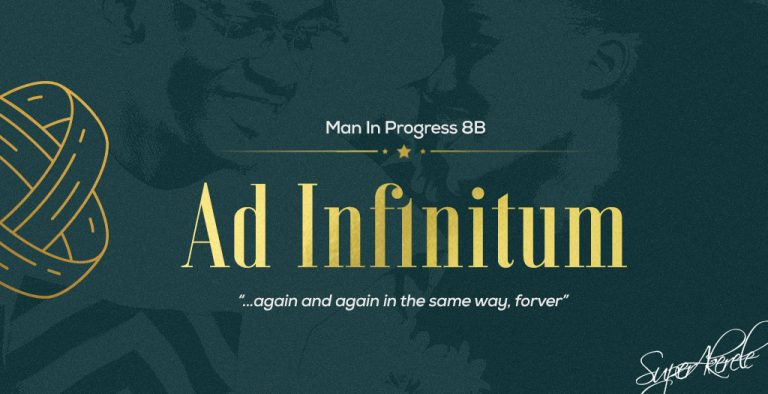 Man In Progress 8B
Ad Infinitum
“...again and again in the same way, forver”
SuperAkerele